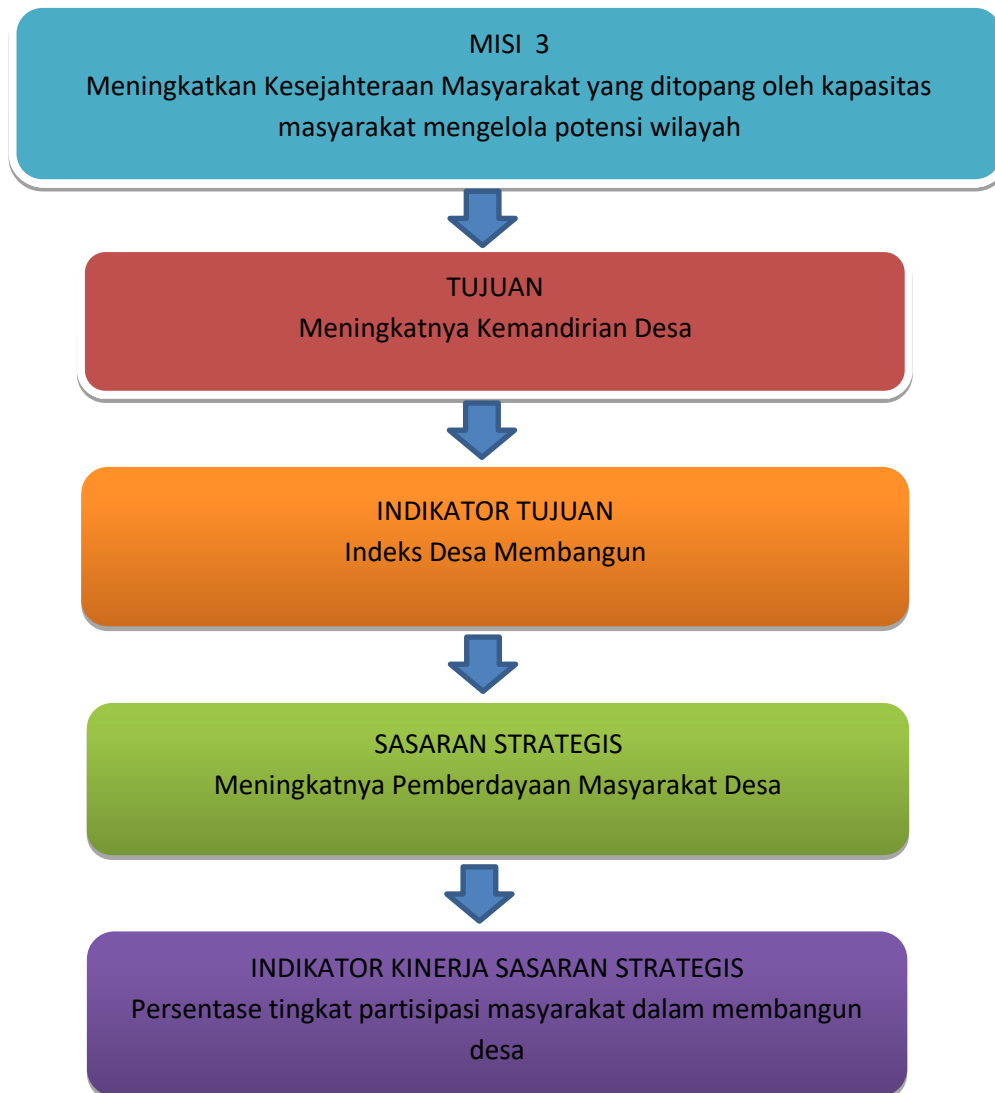 MISI  3
Meningkatkan Kesejahteraan Masyarakat yang ditopang oleh kapasitas
masyarakat mengelola potensi wilayah
TUJUAN
Meningkatnya Kemandirian Desa
INDIKATOR TUJUAN
Indeks Desa Membangun
SASARAN STRATEGIS
Meningkatnya Pemberdayaan Masyarakat Desa
INDIKATOR KINERJA SASARAN STRATEGIS
Persentase tingkat partisipasi masyarakat dalam membangun
desa